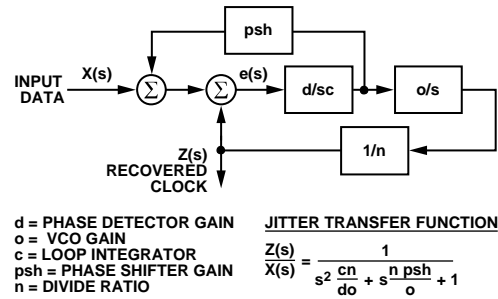 psh
X(s)
e(s)
INPUT
DATA
Σ
Σ
d/sc
o/s
Z(s)
RECOVERED
CLOCK
1/n
d = PHASE DETECTOR GAIN
o = VCO GAIN
c = LOOP INTEGRATOR
psh = PHASE SHIFTER GAIN
n = DIVIDE RATIO
JITTER TRANSFER FUNCTION
Z(s)/X(s) = 1/(s² cn/do + s n psh/o + 1)